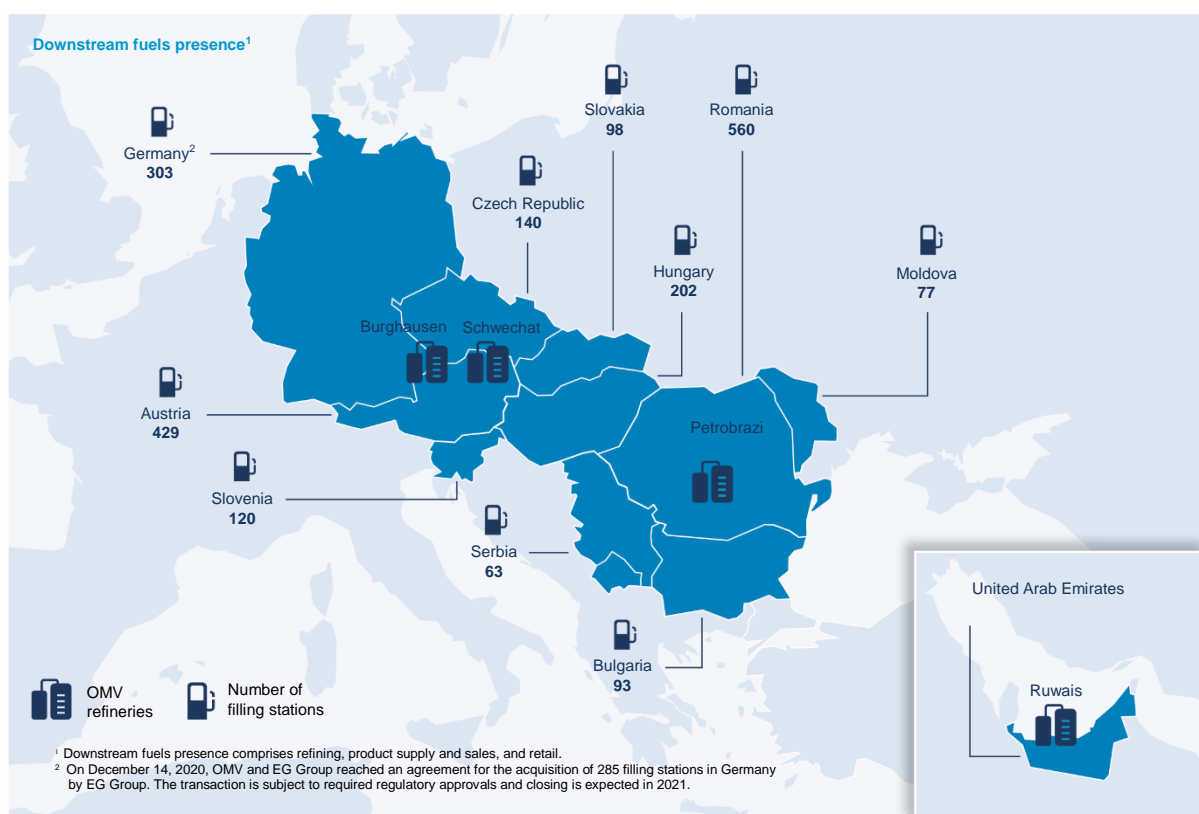 Downstream fuels presence¹
Slovakia
98
Romania
560
Germany²
303
Czech Republic
140
Hungary
202
Moldova
77
Burghausen
Schwechat
Austria
429
Petrobrazi
Slovenia
120
Serbia
63
United Arab Emirates
Bulgaria
93
Ruwais
OMV
refineries
Number of
filling stations
¹ Downstream fuels presence comprises refining, product supply and sales, and retail.
² On December 14, 2020, OMV and EG Group reached an agreement for the acquisition of 285 filling stations in Germany
by EG Group. The transaction is subject to required regulatory approvals and closing is expected in 2021.